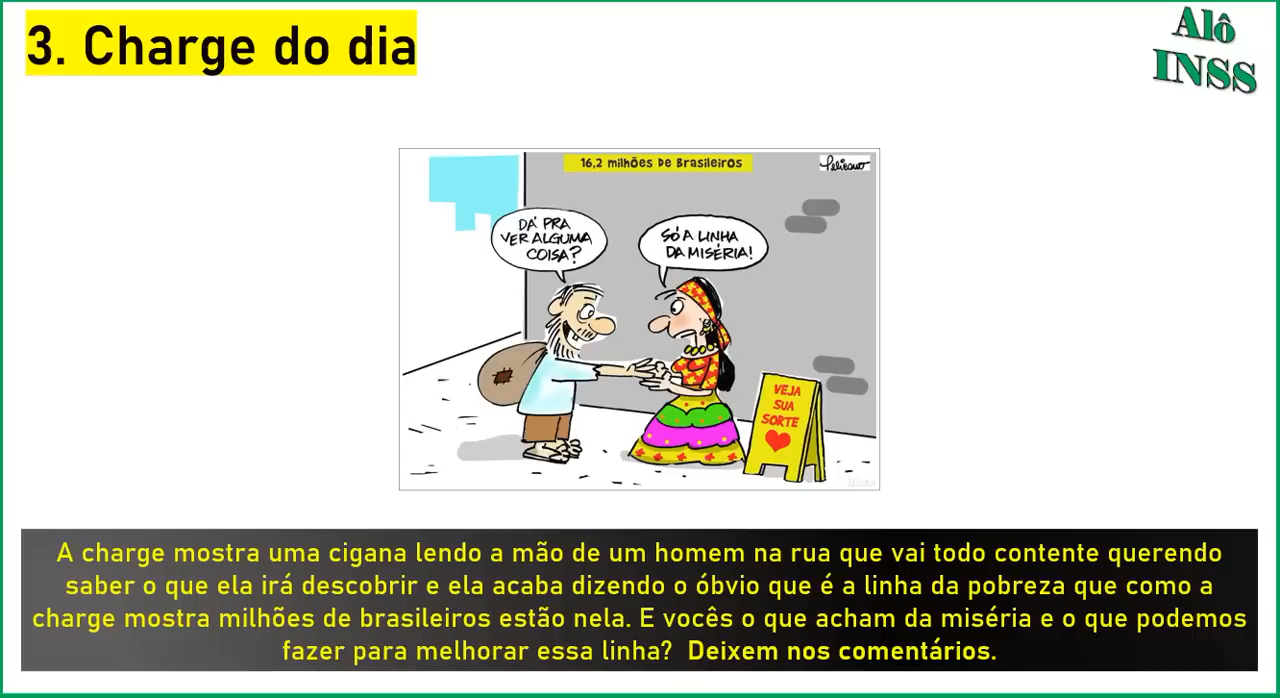 3. Charge do dia
Alô
INSS
16,2 milhões De Brasileiros
Pelicano
DÁ PRA
VER ALGUMA
COISA?
SÓ A LINHA
DA MISÉRIA!
VEJA
SUA
SORTE
A charge mostra uma cigana lendo a mão de um homem na rua que vai todo contente querendo
saber o que ela irá descobrir e ela acaba dizendo o óbvio que é a linha da pobreza que como a
charge mostra milhões de brasileiros estão nela. E vocês o que acham da miséria e o que podemos
fazer para melhorar essa linha? Deixem nos comentários.